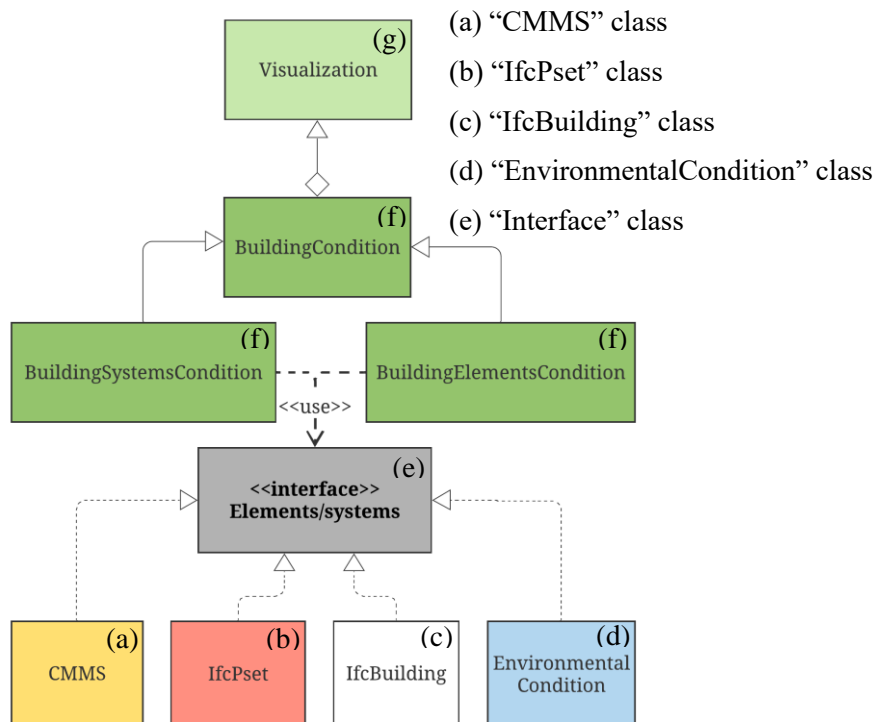 (g)
Visualization
(a) “CMMS” class
(b) “IfcPset” class
(c) “IfcBuilding” class
(d) “EnvironmentalCondition” class
(e) “Interface” class
(f)
BuildingCondition
(f)
BuildingSystemsCondition
(f)
BuildingElementsCondition
<<use>>
(e)
<<interface>>
Elements/systems
(a)
CMMS
(b)
IfcPset
(c)
IfcBuilding
(d)
Environmental
Condition